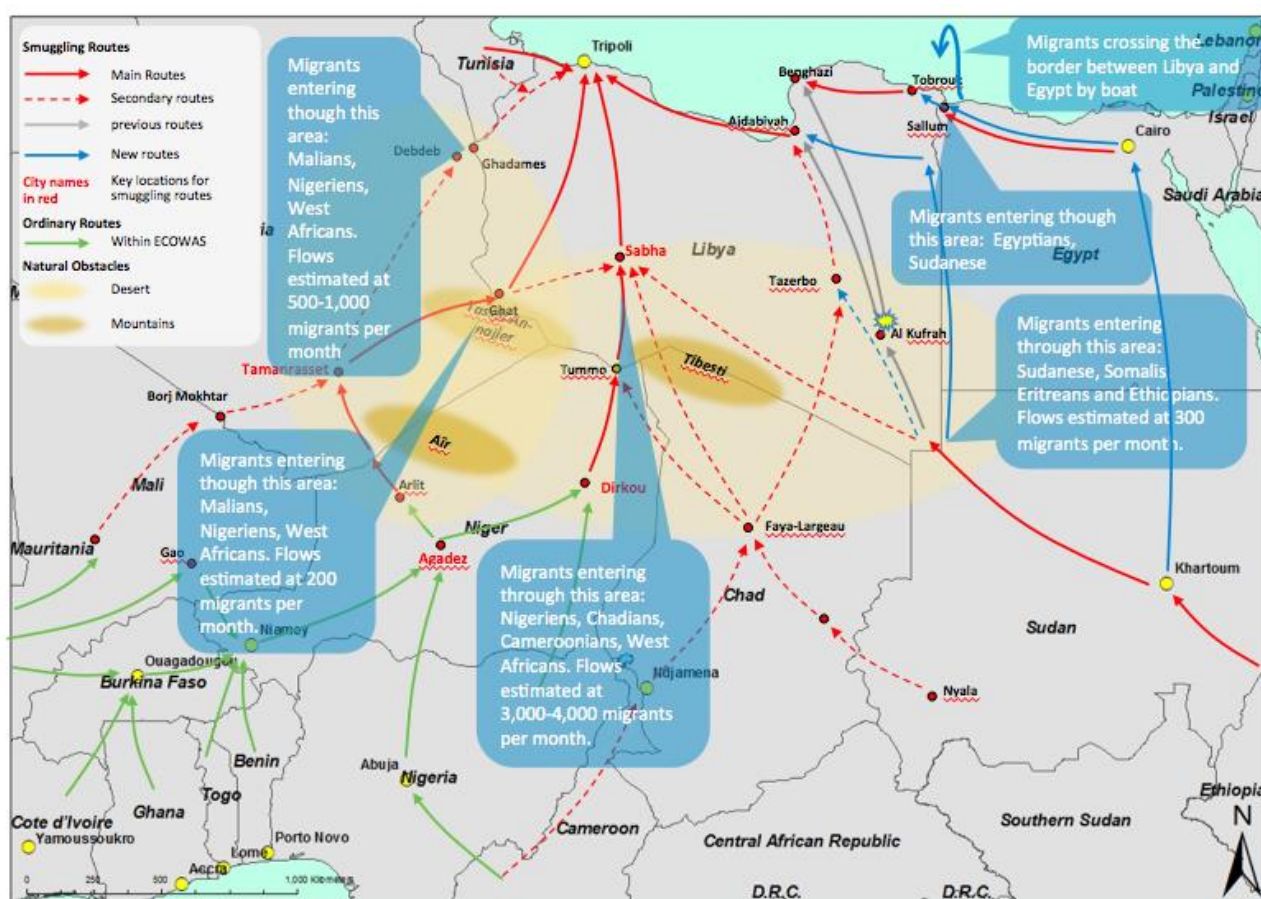 Smuggling Routes
Main Routes
Secondary routes
previous routes
New routes
City names
in red
Key locations for
smuggling routes
Ordinary Routes
Within ECOWAS
Natural Obstacles
Desert
Mountains
Migrants
entering
though this
area:
Malians,
Nigeriens,
West
Africans.
Flows
estimated at
500-1,000
migrants per
month
Migrants crossing the
border between Libya and
Egypt by boat
Migrants entering though
this area:  Egyptians,
Sudanese
Migrants entering
through this area:
Sudanese, Somalis
Eritreans and Ethiopians.
Flows estimated at 300
migrants per month.
Migrants entering
though this area:
Malians,
Nigeriens, West
Africans. Flows
estimated at 200
migrants per
month.
Migrants entering
through this area:
Nigeriens, Chadians,
Cameroonians, West
Africans. Flows
estimated at
3,000-4,000 migrants
per month.
Tunisia
Tripoli
Benghazi
Tobrouk
Lebanon
Palestine
Israel
Ajdabiyah
Sallum
Cairo
Debdeb
Ghadames
Saudi Arabia
Sabha
Libya
Egypt
Tazerbo
Ghat
Al Kufrah
Tamanrasset
Tummo
Tibesti
Borj Mokhtar
Aïr
Mali
Arlit
Dirkou
Mauritania
Gao
Niger
Agadez
Faya-Largeau
Khartoum
Chad
Niamey
Sudan
Ouagadougou
Burkina Faso
Ndjamena
Nyala
Benin
Abuja
Nigeria
Togo
Ghana
Ethiopia
Cote d'Ivoire
Yamoussoukro
Cameroon
Central African Republic
Southern Sudan
N
Porto Novo
Lome
Accra
0
250
500
1,000 Kilometers
D.R.C.
D.R.C.